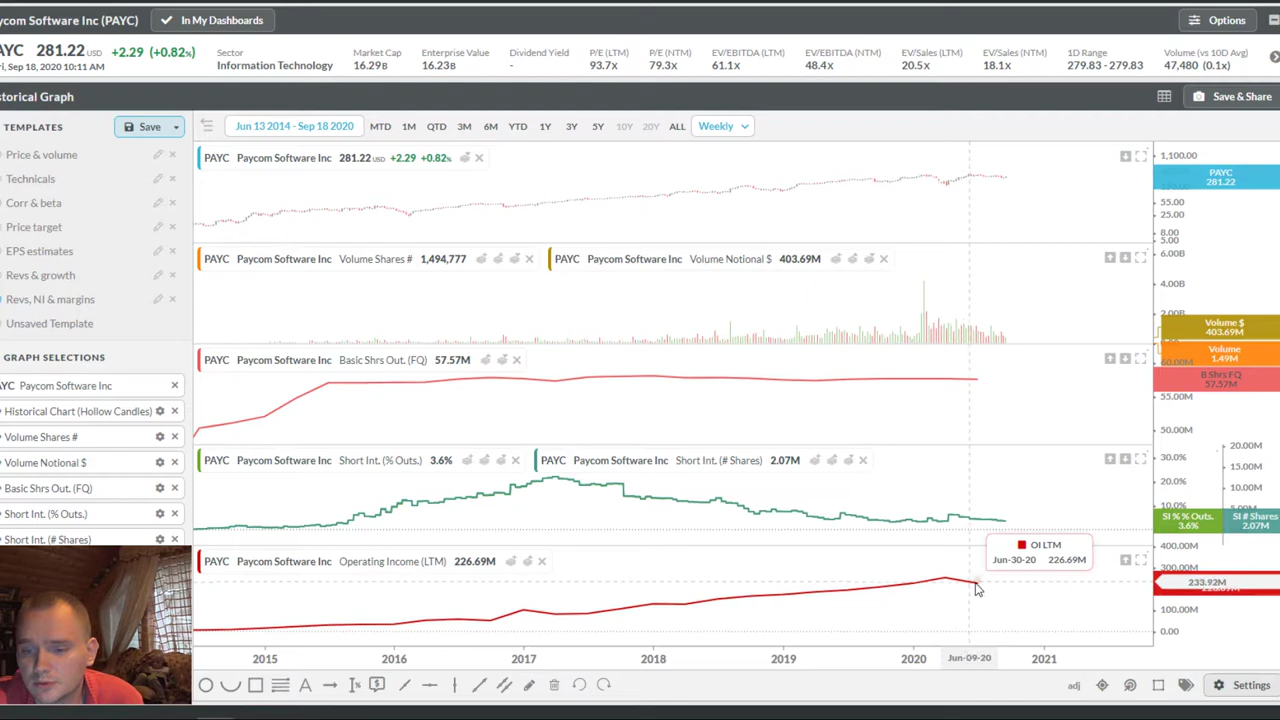 ycom Software Inc (PAYC) In My Dashboards Options
AYC 281.22 USD +2.29 (+0.82%)
ri, Sep 18, 2020 10:11 AM
Sector
Information Technology
Market Cap
16.29B
Enterprise Value
16.23B
Dividend Yield
-
P/E (LTM)
93.7X
P/E (NTM)
79.3X
EV/EBITDA (LTM)
61.1X
EV/EBITDA (NTM)
48.4X
EV/Sales (LTM)
20.5X
EV/Sales (NTM)
18.1X
1D Range
279.83 - 279.83
Volume (vs 10D Avg)
47,480 (0.1x)
storical Graph Save & Share
TEMPLATES Save
Price & volume
Technicals
Corr & beta
Price target
EPS estimates
Revs & growth
Revs, NI & margins
Unsaved Template
GRAPH SELECTIONS
AYC Paycom Software Inc
Historical Chart (Hollow Candles)
Volume Shares #
Volume Notional $
Basic Shrs Out. (FQ)
Short Int. (% Outs.)
Short Int. (# Shares)
Jun 13 2014 - Sep 18 2020 MTD 1M QTD 3M 6M YTD 1Y 3Y 5Y 10Y 20Y ALL Weekly
PAYC Paycom Software Inc 281.22 USD +2.29 +0.82%
1,100.00
PAYC
281.22
55.00
25.00
8.00
5.00
PAYC Paycom Software Inc Volume Shares # 1,494,777 PAYC Paycom Software Inc Volume Notional $ 403.69M
6.00B
4.00B
2.00B
Volume $
403.69M
Volume
1.49M
PAYC Paycom Software Inc Basic Shrs Out. (FQ) 57.57M
60.00M
B Shrs FQ
57.57M
55.00M
50.00M
PAYC Paycom Software Inc Short Int. (% Outs.) 3.6% PAYC Paycom Software Inc Short Int. (# Shares) 2.07M
30.0%
20.0%
10.0%
20.00M
15.00M
10.00M
SI % Outs.
3.6%
SI # Shares
2.07M
PAYC Paycom Software Inc Operating Income (LTM) 226.69M
OI LTM
Jun-30-20 226.69M
400.00M
300.00M
233.92M
100.00M
0.00
2015 2016 2017 2018 2019 2020 Jun-09-20 2021
adj Settings